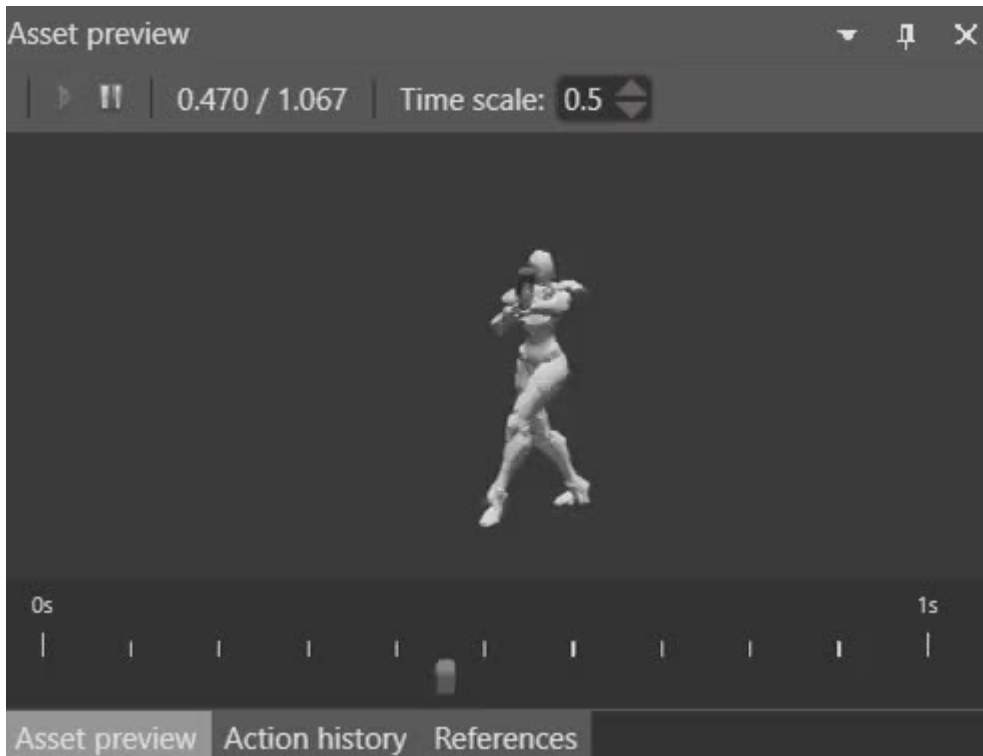 Asset preview
0.470 / 1.067 Time scale: 0.5
0s 1s
Asset preview Action history References